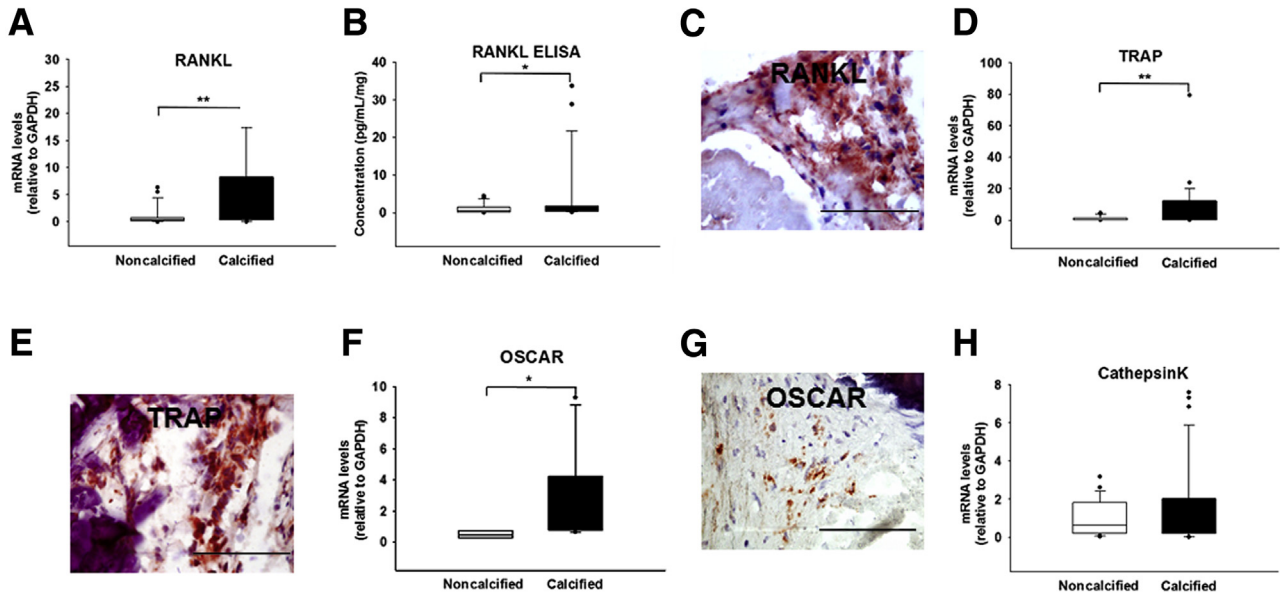 A
RANKL
mRNA levels
(relative to GAPDH)
30
25
20
15
10
5
0
**
Noncalcified Calcified
B
RANKL ELISA
Concentration (pg/mL/mg)
40
30
20
10
0
*
Noncalcified Calcified
C
RANKL
D
TRAP
mRNA levels
(relative to GAPDH)
100
80
60
40
20
0
**
Noncalcified Calcified
E
TRAP
F
OSCAR
mRNA levels
(relative to GAPDH)
10
8
6
4
2
0
*
Noncalcified Calcified
G
OSCAR
H
CathepsinK
mRNA levels
(relative to GAPDH)
8
6
4
2
0
Noncalcified Calcified